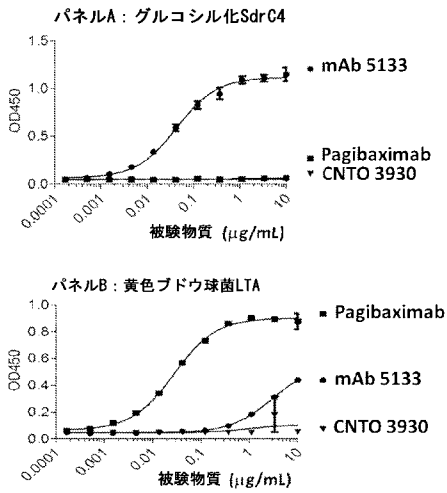 パネルA：グルコシル化SdrC4
OD450
1.5
1.0
0.5
0.0
0.0001
0.001
0.01
0.1
1
10
被験物質 (μg/mL)
mAb 5133
Pagibaximab
CNTO 3930
パネルB：黄色ブドウ球菌LTA
OD450
1.0
0.8
0.6
0.4
0.2
0.0
0.0001
0.001
0.01
0.1
1
10
被験物質 (μg/mL)
Pagibaximab
mAb 5133
CNTO 3930